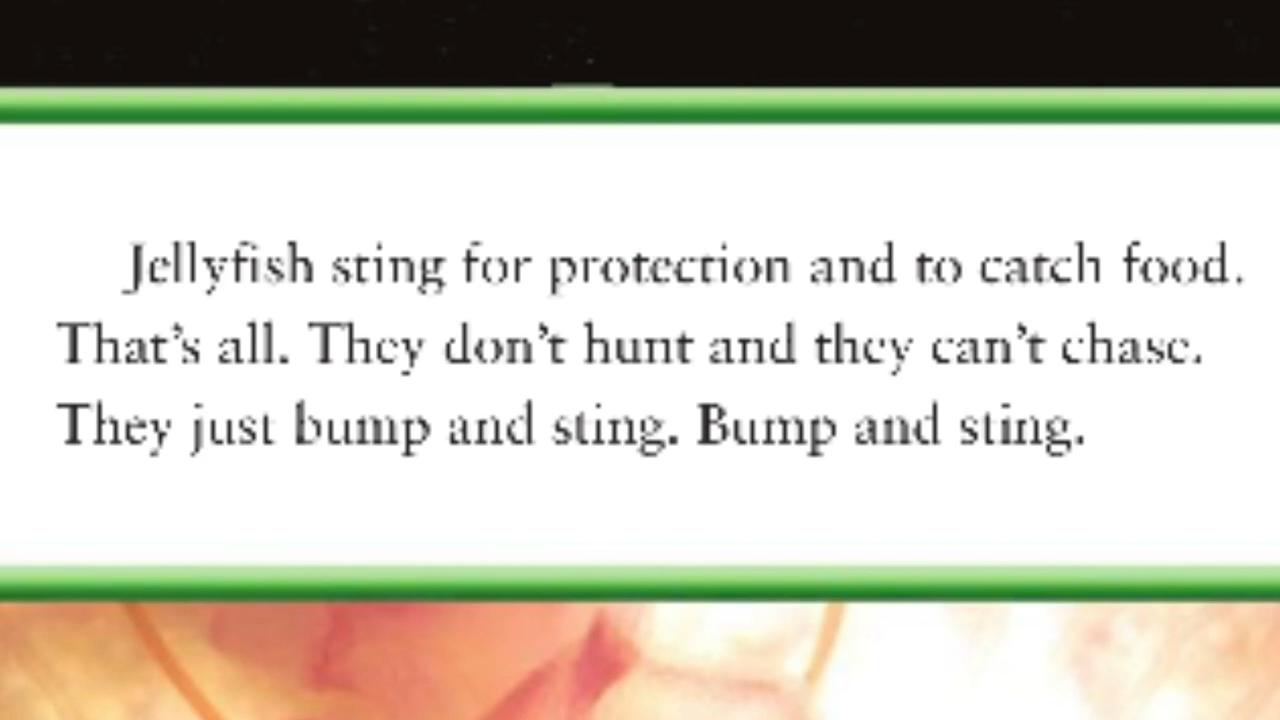 Jellyfish sting for protection and to catch food.
That's all. They don't hunt and they can't chase.
They just bump and sting. Bump and sting.